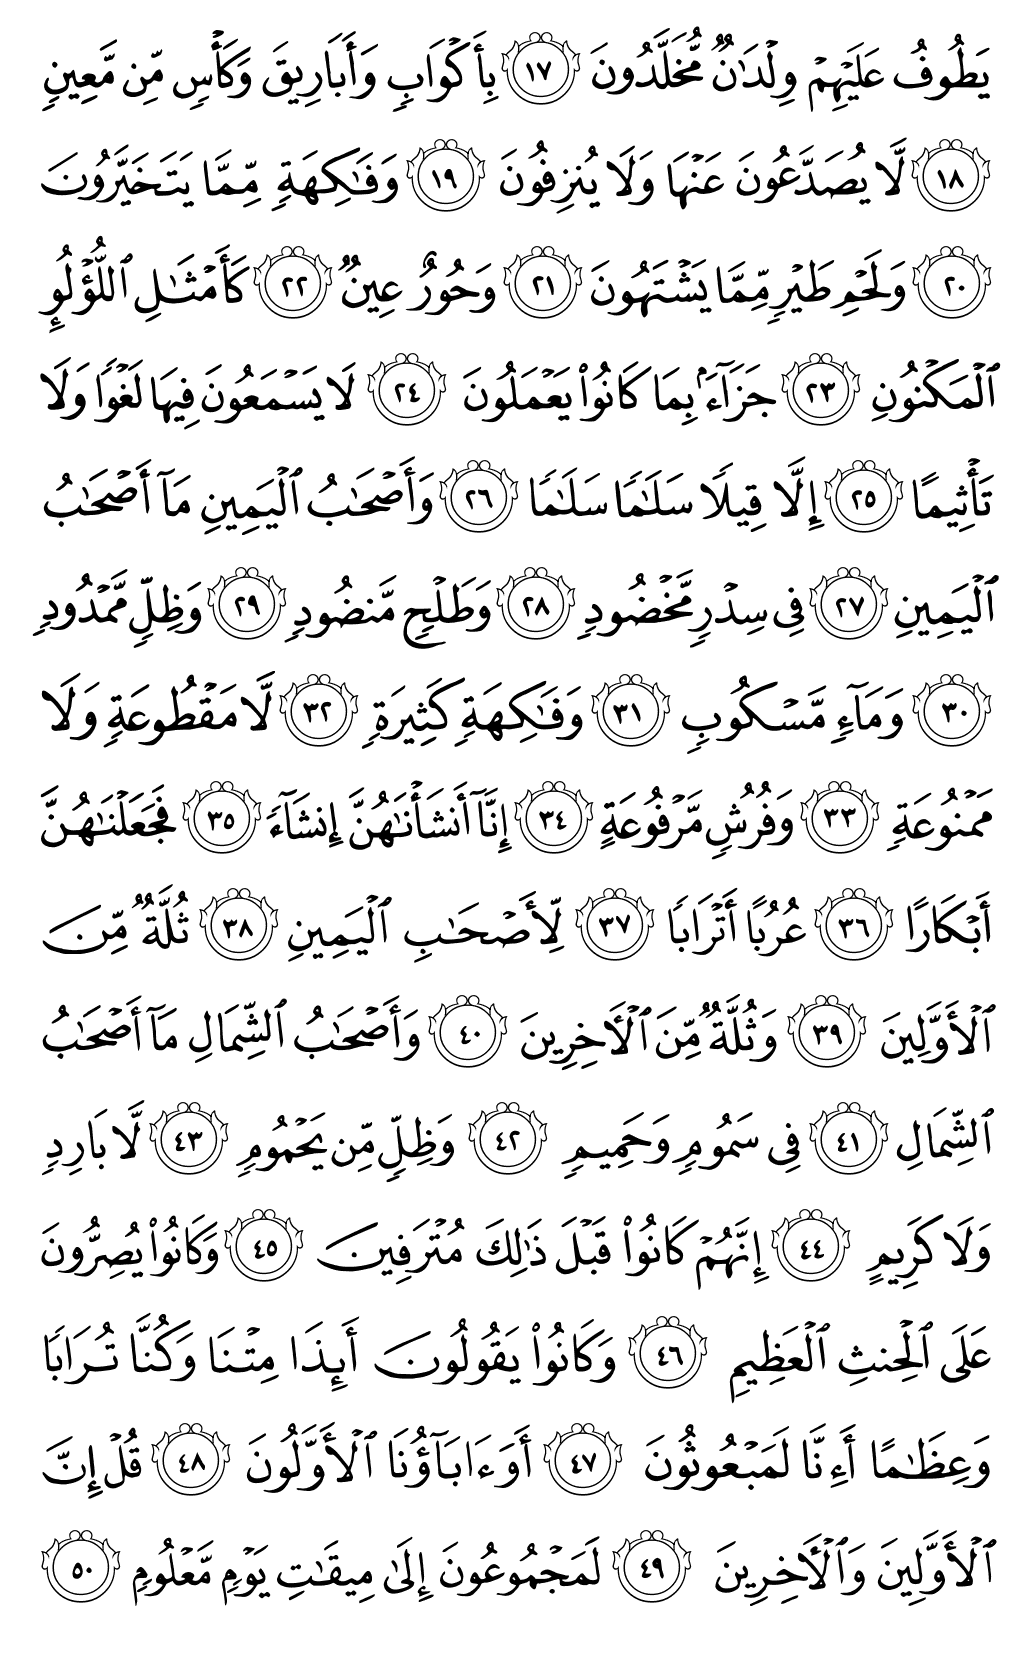 يَطُوفُ عَلَيْهِمْ وِلْدَٰنٌ مُّخَلَّدُونَ ١٧ بِأَكْوَابٍ وَأَبَارِيقَ وَكَأْسٍ مِّن مَّعِينٍ
١٨ لَّا يُصَدَّعُونَ عَنْهَا وَلَا يُنزِفُونَ ١٩ وَفَٰكِهَةٍ مِّمَّا يَتَخَيَّرُونَ
٢٠ وَلَحْمِ طَيْرٍ مِّمَّا يَشْتَهُونَ ٢١ وَحُورٌ عِينٌ ٢٢ كَأَمْثَٰلِ ٱللُّؤْلُوِٕ
ٱلْمَكْنُونِ ٢٣ جَزَآءًۢ بِمَا كَانُوا۟ يَعْمَلُونَ ٢٤ لَا يَسْمَعُونَ فِيهَا لَغْوًا وَلَا
تَأْثِيمًا ٢٥ إِلَّا قِيلًا سَلَٰمًا سَلَٰمًا ٢٦ وَأَصْحَٰبُ ٱلْيَمِينِ مَآ أَصْحَٰبُ
ٱلْيَمِينِ ٢٧ فِى سِدْرٍ مَّخْضُودٍ ٢٨ وَطَلْحٍ مَّنضُودٍ ٢٩ وَظِلٍّ مَّمْدُودٍ
٣٠ وَمَآءٍ مَّسْكُوبٍ ٣١ وَفَٰكِهَةٍ كَثِيرَةٍ ٣٢ لَّا مَقْطُوعَةٍ وَلَا
مَمْنُوعَةٍ ٣٣ وَفُرُشٍ مَّرْفُوعَةٍ ٣٤ إِنَّآ أَنشَأْنَٰهُنَّ إِنشَآءً ٣٥ فَجَعَلْنَٰهُنَّ
أَبْكَارًا ٣٦ عُرُبًا أَتْرَابًا ٣٧ لِّأَصْحَٰبِ ٱلْيَمِينِ ٣٨ ثُلَّةٌ مِّنَ
ٱلْأَوَّلِينَ ٣٩ وَثُلَّةٌ مِّنَ ٱلْءَاخِرِينَ ٤٠ وَأَصْحَٰبُ ٱلشِّمَالِ مَآ أَصْحَٰبُ
ٱلشِّمَالِ ٤١ فِى سَمُومٍ وَحَمِيمٍ ٤٢ وَظِلٍّ مِّن يَحْمُومٍ ٤٣ لَّا بَارِدٍ
وَلَا كَرِيمٍ ٤٤ إِنَّهُمْ كَانُوا۟ قَبْلَ ذَٰلِكَ مُتْرَفِينَ ٤٥ وَكَانُوا۟ يُصِرُّونَ
عَلَى ٱلْحِنثِ ٱلْعَظِيمِ ٤٦ وَكَانُوا۟ يَقُولُونَ أَئِذَا مِتْنَا وَكُنَّا تُرَابًا
وَعِظَٰمًا أَءِنَّا لَمَبْعُوثُونَ ٤٧ أَوَءَابَآؤُنَا ٱلْأَوَّلُونَ ٤٨ قُلْ إِنَّ
ٱلْأَوَّلِينَ وَٱلْءَاخِرِينَ ٤٩ لَمَجْمُوعُونَ إِلَىٰ مِيقَٰتِ يَوْمٍ مَّعْلُومٍ ٥٠